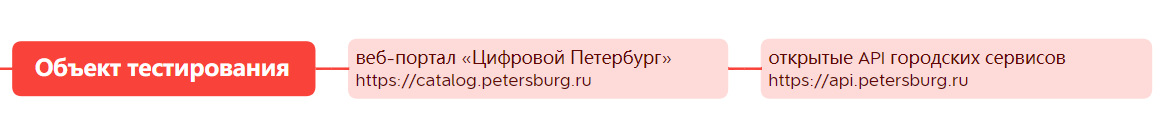 Объект тестирования
веб-портал «Цифровой Петербург»
https://catalog.petersburg.ru
открытые API городских сервисов
https://api.petersburg.ru